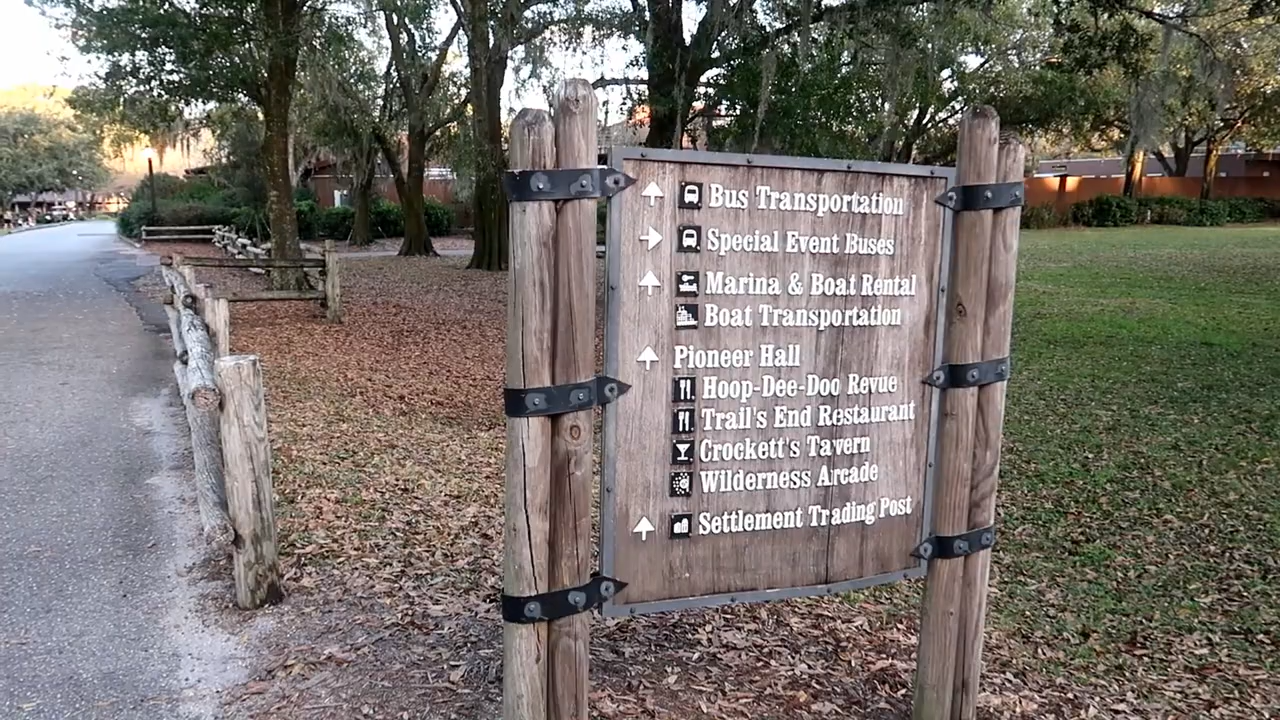 Bus Transportation
Special Event Buses
Marina & Boat Rental
Boat Transportation
Pioneer Hall
Hoop-Dee-Doo Revue
Trail's End Restaurant
Crockett's Tavern
Wilderness Arcade
Settlement Trading Post